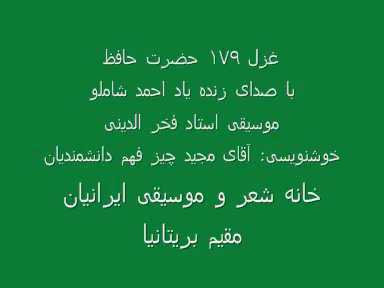 غزل ۱۷۹ حضرت حافظ
با صدای زنده یاد احمد شاملو
موسیقی استاد فخر الدینی
خوشنویسی: آقای مجید چیز فهم دانشمندیان
خانه شعر و موسیقی ایرانیان
مقیم بریتانیا